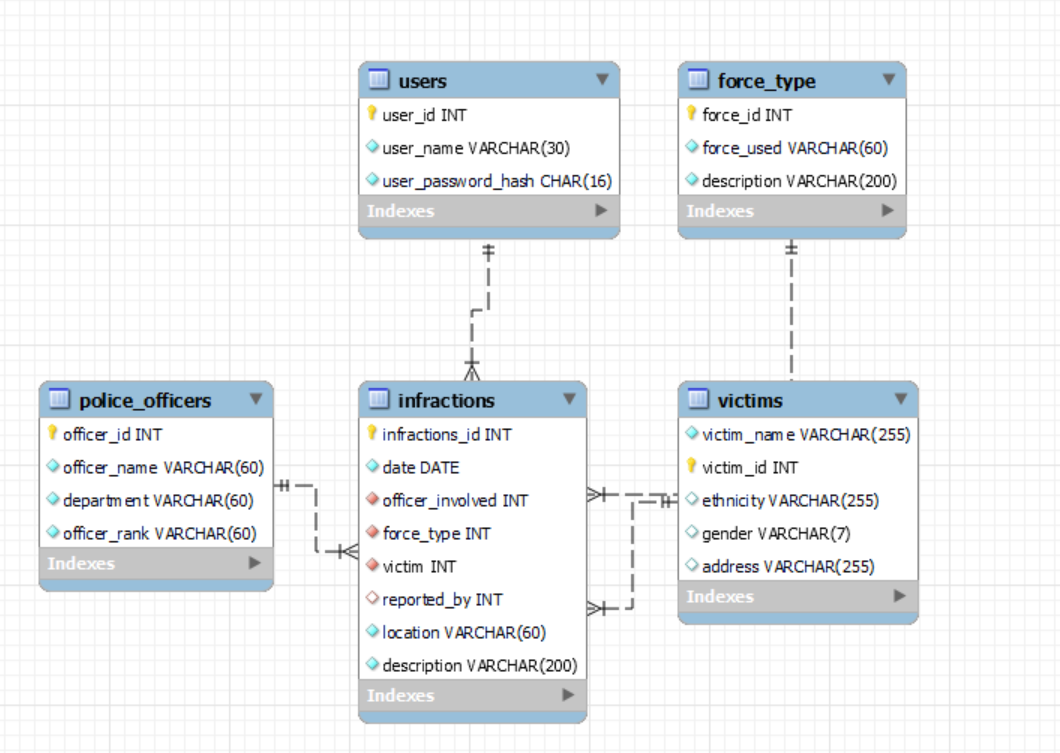 users
user_id INT
user_name VARCHAR(30)
user_password_hash CHAR(16)
Indexes
force_type
force_id INT
force_used VARCHAR(60)
description VARCHAR(200)
Indexes
police_officers
officer_id INT
officer_name VARCHAR(60)
department VARCHAR(60)
officer_rank VARCHAR(60)
Indexes
infractions
infractions_id INT
date DATE
officer_involved INT
force_type INT
victim INT
reported_by INT
location VARCHAR(60)
description VARCHAR(200)
Indexes
victims
victim_name VARCHAR(255)
victim_id INT
ethnicity VARCHAR(255)
gender VARCHAR(7)
address VARCHAR(255)
Indexes